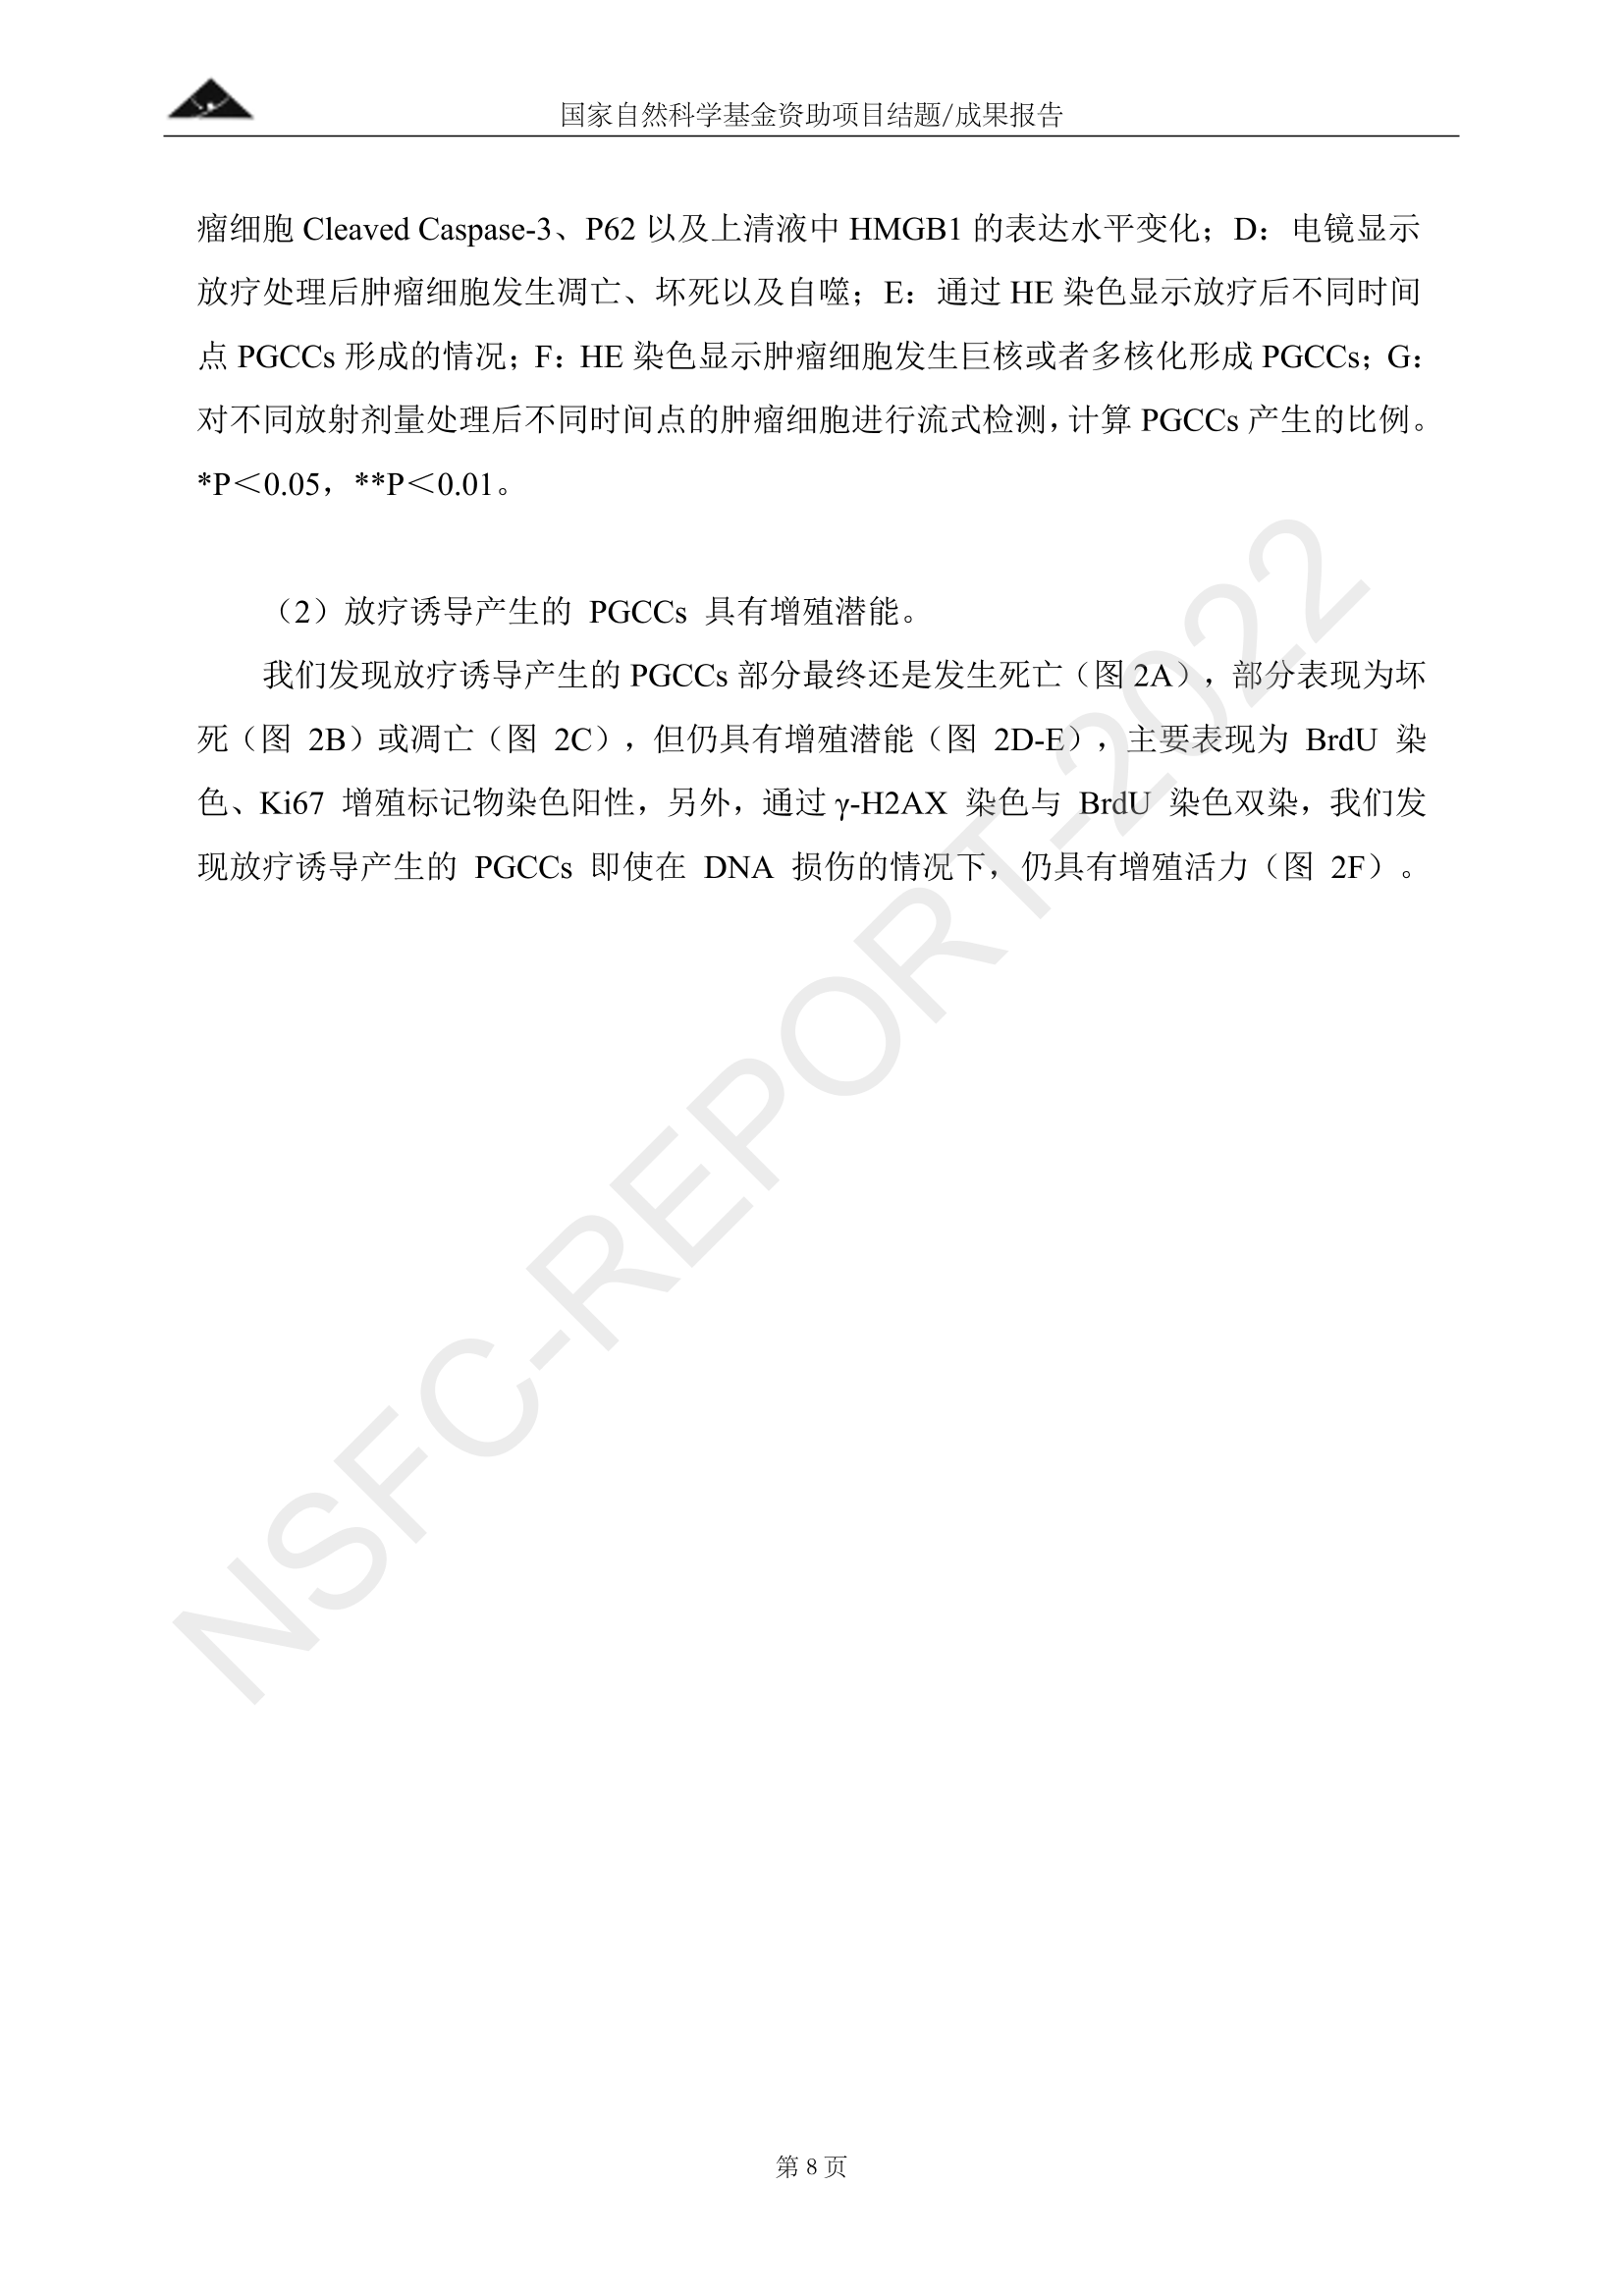 国家自然科学基金资助项目结题/成果报告
瘤细胞 Cleaved Caspase-3、P62 以及上清液中 HMGB1 的表达水平变化；D：电镜显示
放疗处理后肿瘤细胞发生凋亡、坏死以及自噬；E：通过 HE 染色显示放疗后不同时间
点 PGCCs 形成的情况；F：HE 染色显示肿瘤细胞发生巨核或者多核化形成 PGCCs；G：
对不同放射剂量处理后不同时间点的肿瘤细胞进行流式检测，计算 PGCCs 产生的比例。
*P＜0.05，**P＜0.01。
（2）放疗诱导产生的 PGCCs 具有增殖潜能。
我们发现放疗诱导产生的 PGCCs 部分最终还是发生死亡（图 2A），部分表现为坏
死（图 2B）或凋亡（图 2C），但仍具有增殖潜能（图 2D-E），主要表现为 BrdU 染
色、Ki67 增殖标记物染色阳性，另外，通过 γ-H2AX 染色与 BrdU 染色双染，我们发
现放疗诱导产生的 PGCCs 即使在 DNA 损伤的情况下，仍具有增殖活力（图 2F）。
NSFC-REPORT-2022
第 8 页